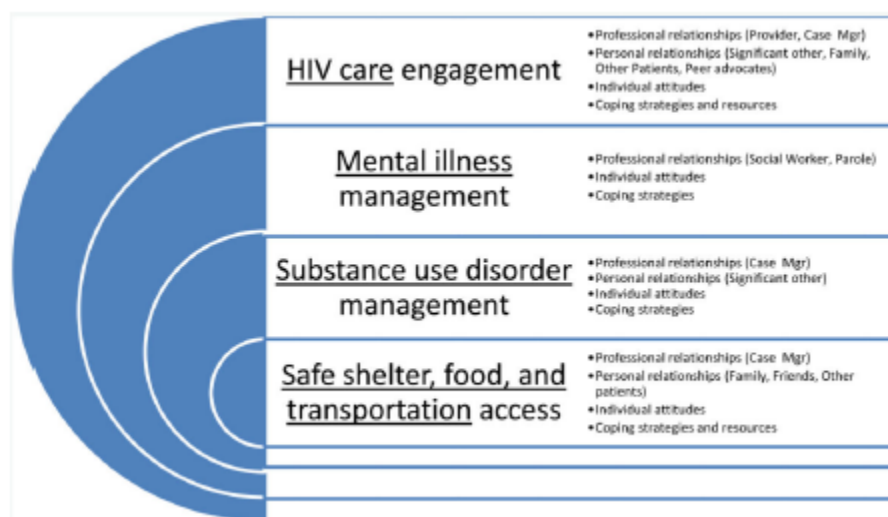 HIV care engagement
•Professional relationships (Provider, Case Mgr)
•Personal relationships (Significant other, Family,
Other Patients, Peer advocates)
•Individual attitudes
•Coping strategies and resources
Mental illness
management
•Professional relationships (Social Worker, Parole)
•Individual attitudes
•Coping strategies
Substance use disorder
management
•Professional relationships (Case Mgr)
•Personal relationships (Significant other)
•Individual attitudes
•Coping strategies
Safe shelter, food, and
transportation access
•Professional relationships (Case Mgr)
•Personal relationships (Family, Friends, Other
patients)
•Individual attitudes
•Coping strategies and resources